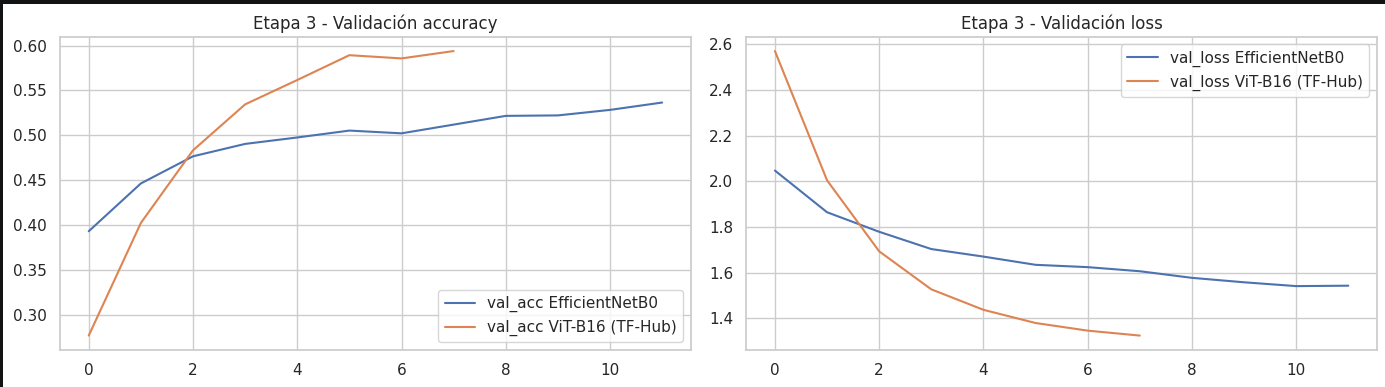 Etapa 3 - Validación accuracy
0.60
0.55
0.50
0.45
0.40
0.35
0.30
val_acc EfficientNetB0
val_acc ViT-B16 (TF-Hub)
0 2 4 6 8 10
Etapa 3 - Validación loss
2.6
2.4
2.2
2.0
1.8
1.6
1.4
val_loss EfficientNetB0
val_loss ViT-B16 (TF-Hub)
0 2 4 6 8 10